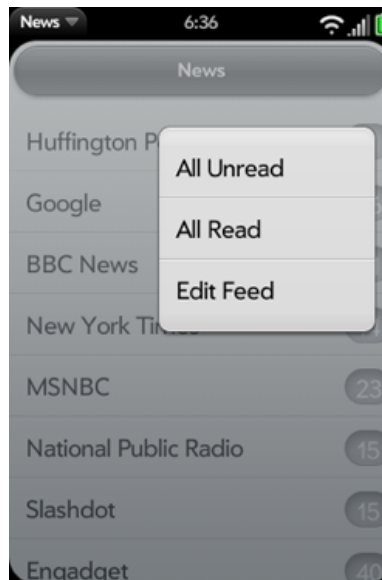 News 6:36
News
Huffington P
All Unread
Google
All Read
BBC News
Edit Feed
New York Times
MSNBC 23
National Public Radio 15
Slashdot 15
Engadget 40